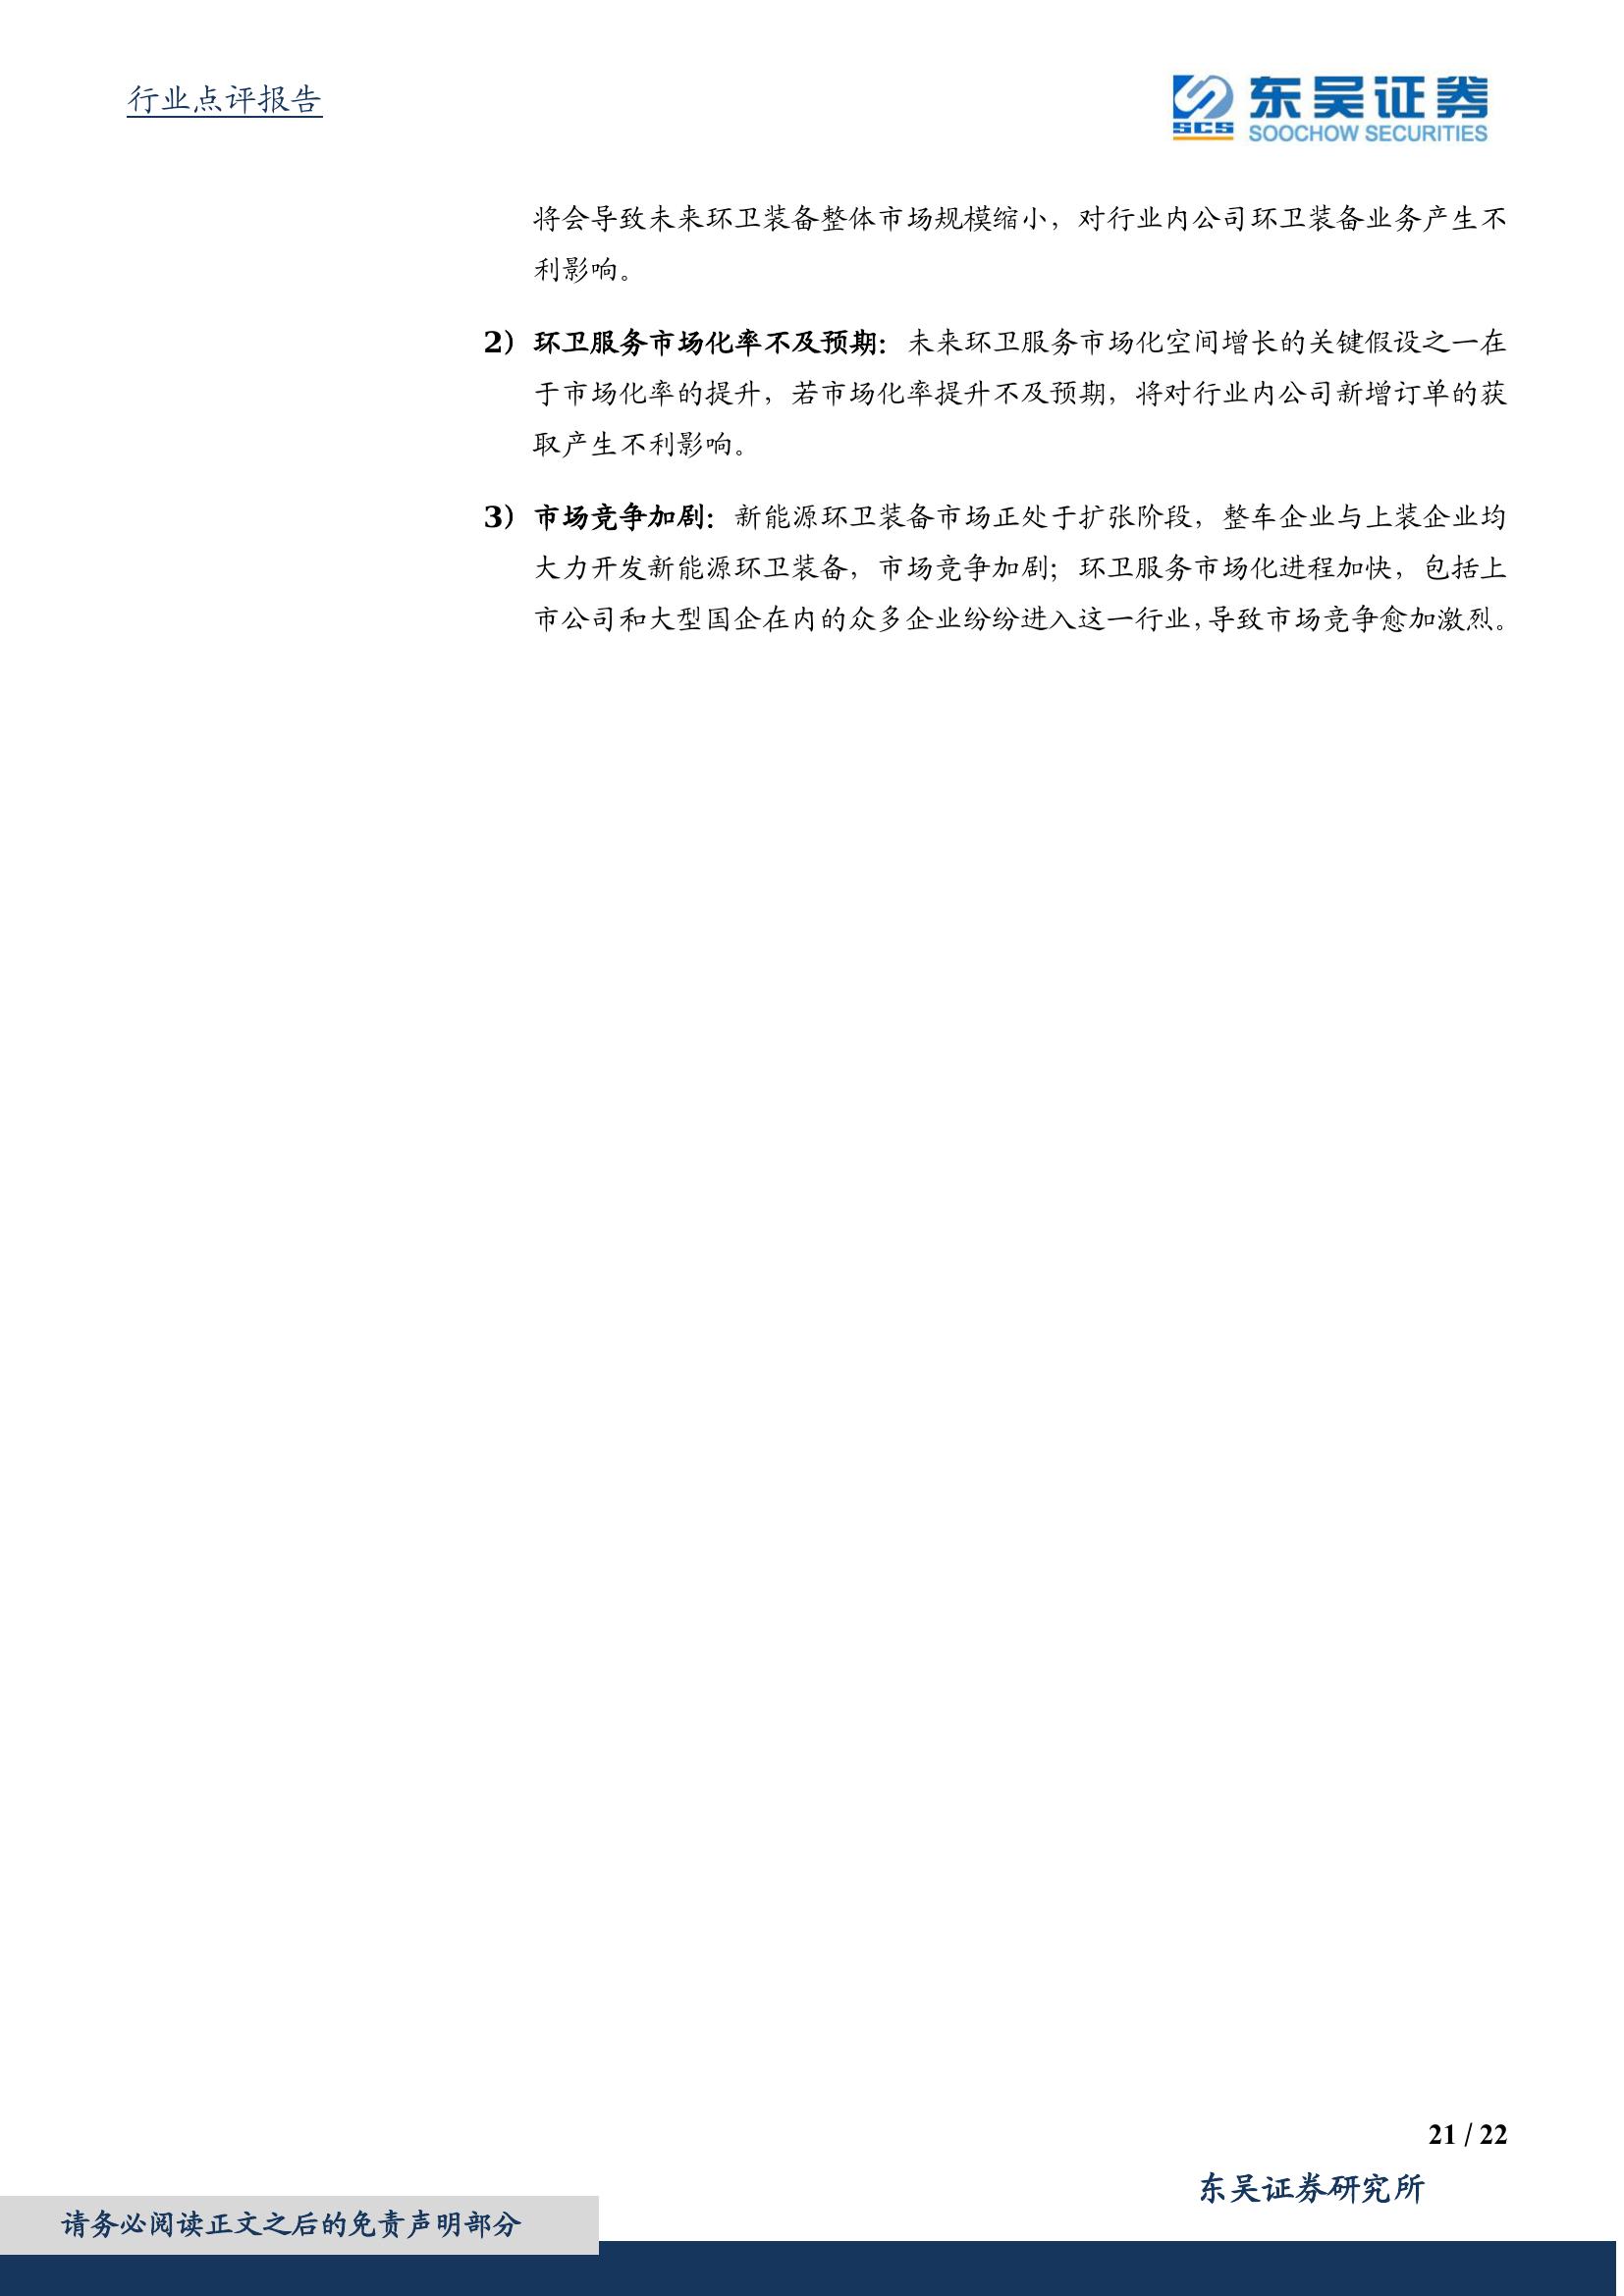 行业点评报告
东吴证券
SCS
SOOCHOW SECURITIES
将会导致未来环卫装备整体市场规模缩小，对行业内公司环卫装备业务产生不
利影响。
2）环卫服务市场化率不及预期：未来环卫服务市场化空间增长的关键假设之一在
于市场化率的提升，若市场化率提升不及预期，将对行业内公司新增订单的获
取产生不利影响。
3）市场竞争加剧：新能源环卫装备市场正处于扩张阶段，整车企业与上装企业均
大力开发新能源环卫装备，市场竞争加剧；环卫服务市场化进程加快，包括上
市公司和大型国企在内的众多企业纷纷进入这一行业，导致市场竞争愈加激烈。
21 / 22
东吴证券研究所
请务必阅读正文之后的免责声明部分